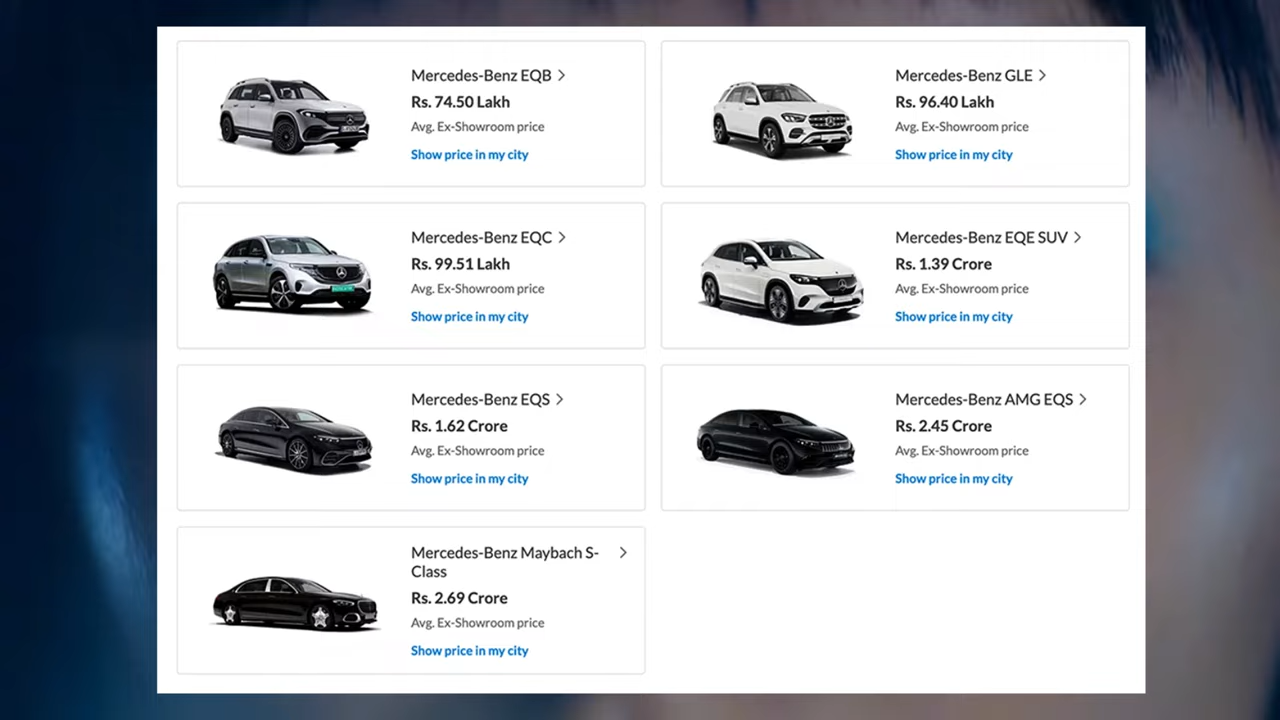 Mercedes-Benz EQB
Rs. 74.50 Lakh
Avg. Ex-Showroom price
Show price in my city
Mercedes-Benz GLE
Rs. 96.40 Lakh
Avg. Ex-Showroom price
Show price in my city
Mercedes-Benz EQC
Rs. 99.51 Lakh
Avg. Ex-Showroom price
Show price in my city
Mercedes-Benz EQE SUV
Rs. 1.39 Crore
Avg. Ex-Showroom price
Show price in my city
Mercedes-Benz EQS
Rs. 1.62 Crore
Avg. Ex-Showroom price
Show price in my city
Mercedes-Benz AMG EQS
Rs. 2.45 Crore
Avg. Ex-Showroom price
Show price in my city
Mercedes-Benz Maybach S-
Class
Rs. 2.69 Crore
Avg. Ex-Showroom price
Show price in my city